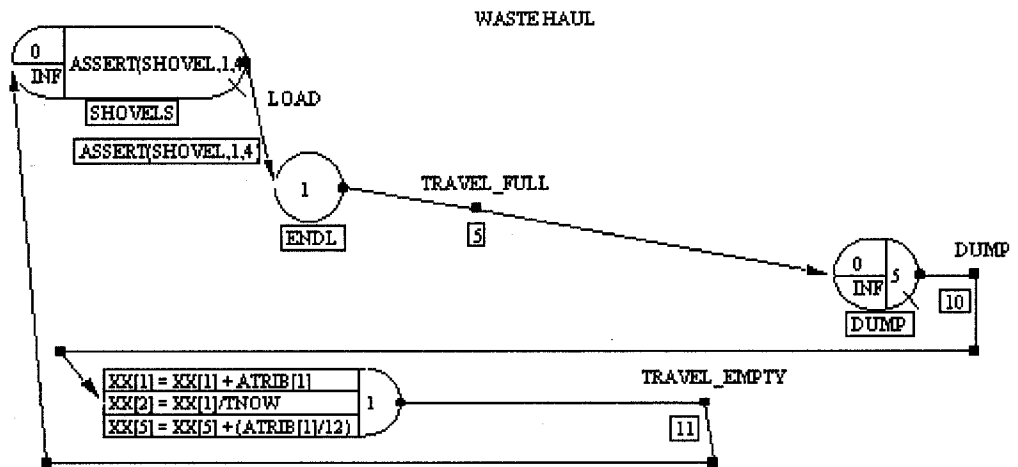 WASTE HAUL
0
INF
ASSERT(SHOVEL,1,4
SHOVELS
LOAD
ASSERT(SHOVEL,1,4)
1
ENDL
TRAVEL_FULL
5
0
INF
5
DUMP
DUMP
10
XX[1] = XX[1] + ATRIB[1]
XX[2] = XX[1]/TNOW
XX[5] = XX[5] + (ATRIB[1]/12)
1
TRAVEL_EMPTY
11